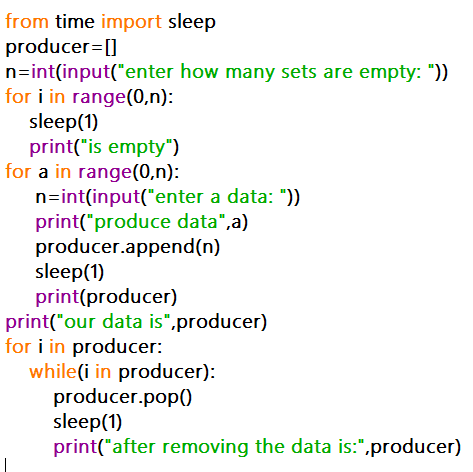 from time import sleep
producer=[]
n=int(input("enter how many sets are empty: "))
for i in range(0,n):
    sleep(1)
    print("is empty")
for a in range(0,n):
     n=int(input("enter a data: "))
     print("produce data",a)
     producer.append(n)
     sleep(1)
     print(producer)
print("our data is",producer)
for i in producer:
    while(i in producer):
        producer.pop()
        sleep(1)
        print("after removing the data is:",producer)